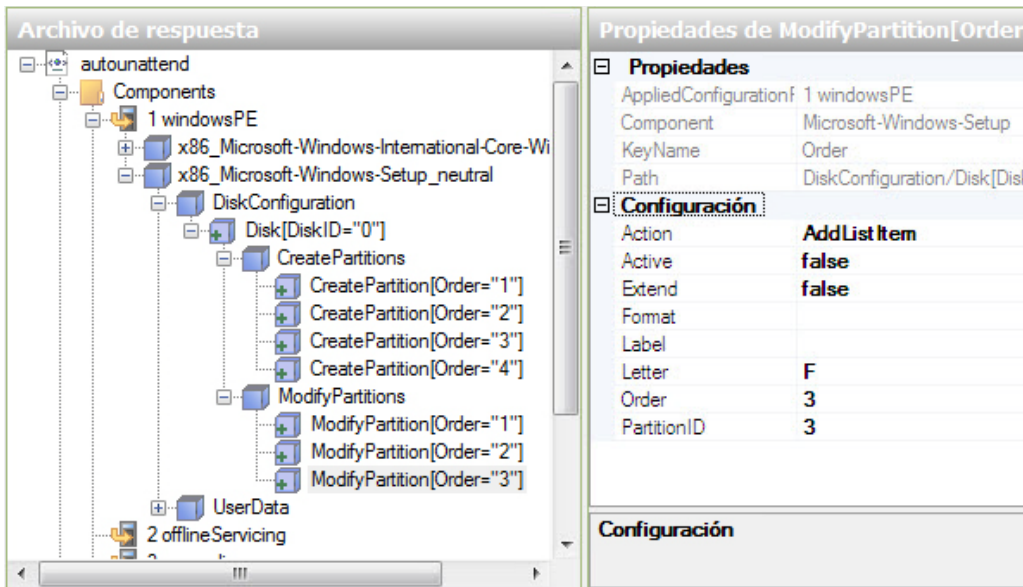 Archivo de respuesta
autounattend
Components
1 windowsPE
x86_Microsoft-Windows-International-Core-Wi
x86_Microsoft-Windows-Setup_neutral
DiskConfiguration
Disk[DiskID="0"]
CreatePartitions
CreatePartition[Order="1"]
CreatePartition[Order="2"]
CreatePartition[Order="3"]
CreatePartition[Order="4"]
ModifyPartitions
ModifyPartition[Order="1"]
ModifyPartition[Order="2"]
ModifyPartition[Order="3"]
UserData
2 offlineServicing
Propiedades de ModifyPartition[Order
Propiedades
AppliedConfigurationF 1 windowsPE
Component Microsoft-Windows-Setup
KeyName Order
Path DiskConfiguration/Disk[Disk
Configuración
Action AddListItem
Active false
Extend false
Format
Label
Letter F
Order 3
PartitionID 3
Configuración